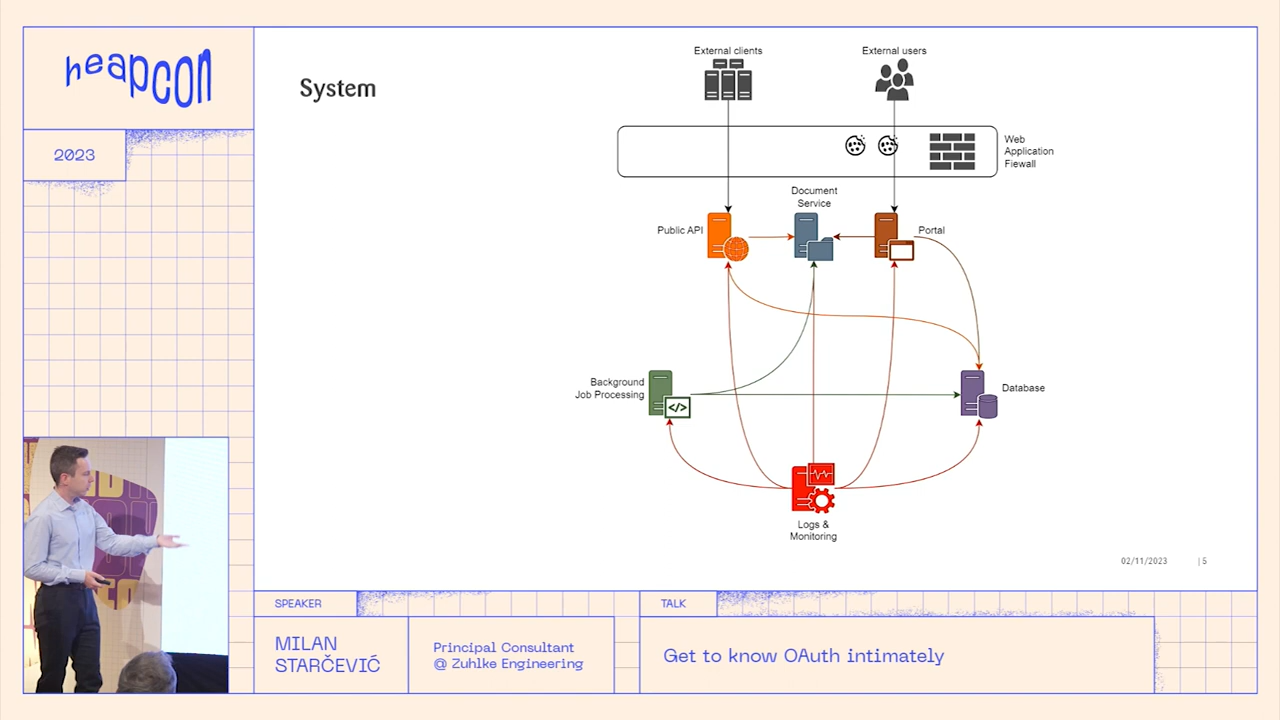 heapcon
2023
System
External clients
External users
Web
Application
Fiewall
Document
Service
Public API
Portal
Background
Job Processing
</>
Database
Logs &
Monitoring
02/11/2023
| 5
SPEAKER
MILAN
STARČEVIĆ
Principal Consultant
@ Zuhlke Engineering
TALK
Get to know OAuth intimately